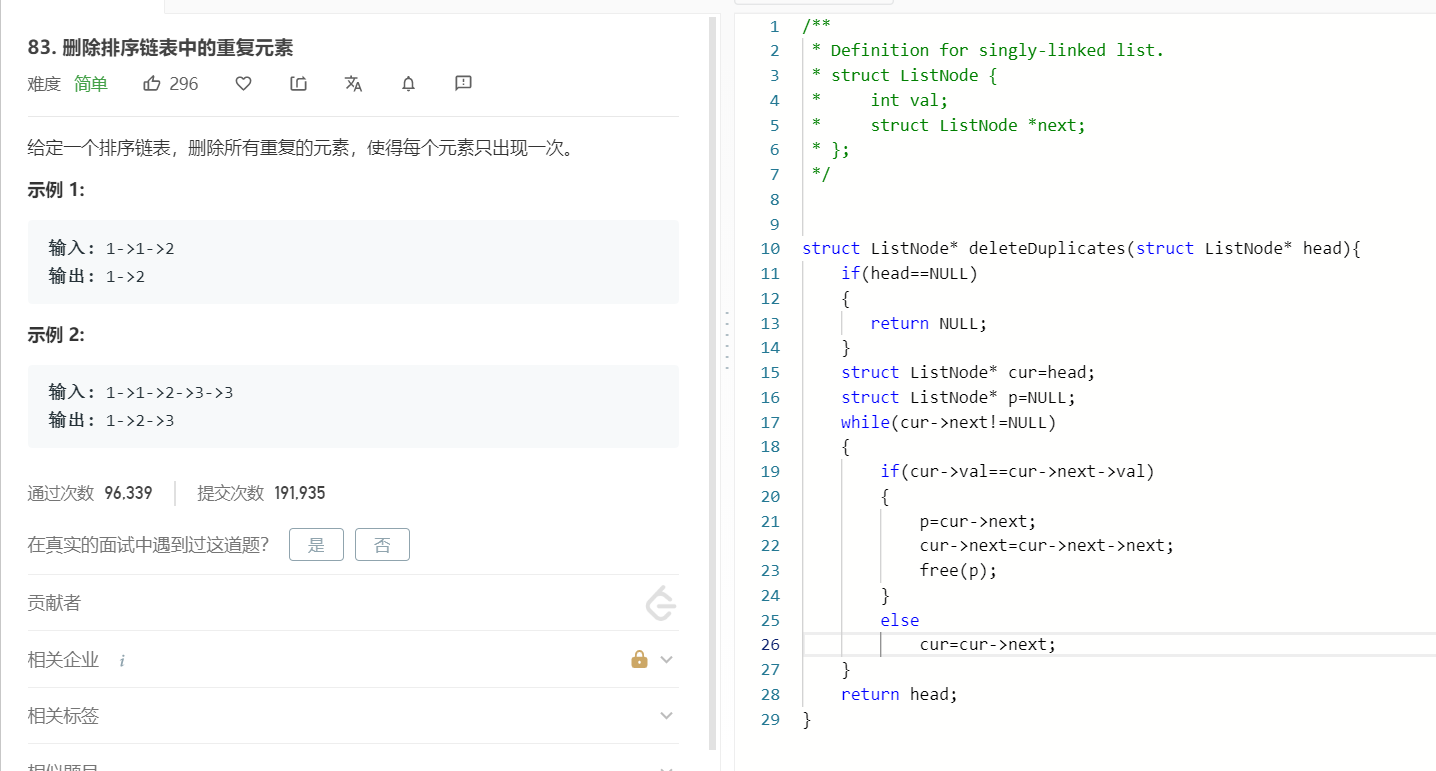 83. 删除排序链表中的重复元素
难度 简单 296
给定一个排序链表，删除所有重复的元素，使得每个元素只出现一次。
示例 1:
输入: 1->1->2
输出: 1->2
示例 2:
输入: 1->1->2->3->3
输出: 1->2->3
通过次数 96,339 提交次数 191,935
在真实的面试中遇到过这道题? 是 否
贡献者
相关企业 i
相关标签
相似题目
1 /**
2  * Definition for singly-linked list.
3  * struct ListNode {
4  *     int val;
5  *     struct ListNode *next;
6  * };
7  */
8
9
10 struct ListNode* deleteDuplicates(struct ListNode* head){
11     if(head==NULL)
12     {
13        return NULL;
14     }
15     struct ListNode* cur=head;
16     struct ListNode* p=NULL;
17     while(cur->next!=NULL)
18     {
19         if(cur->val==cur->next->val)
20         {
21             p=cur->next;
22             cur->next=cur->next->next;
23             free(p);
24         }
25         else
26             cur=cur->next;
27     }
28     return head;
29 }